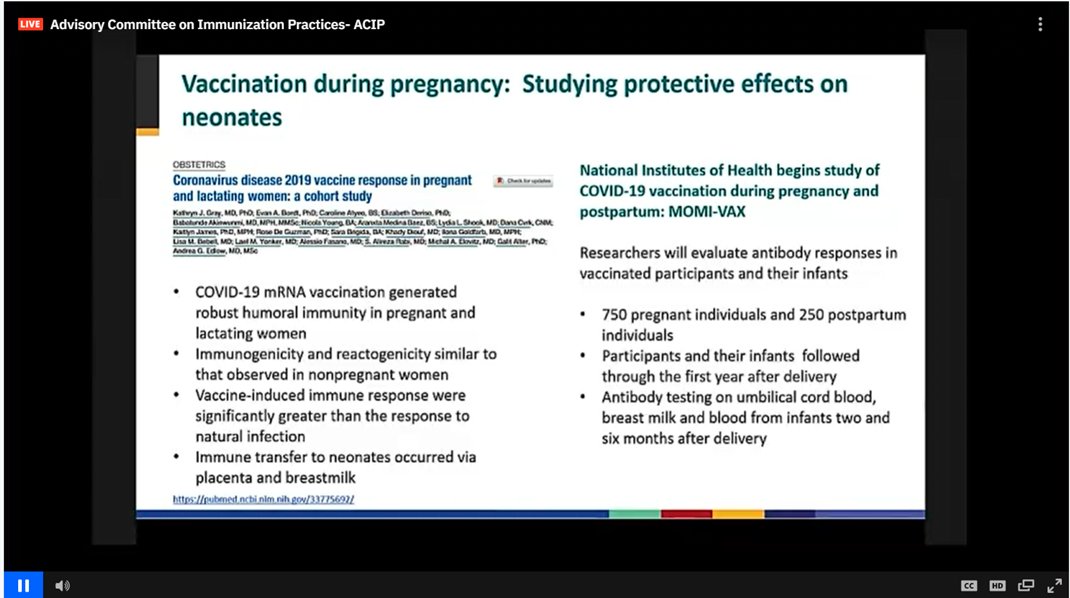 LIVE Advisory Committee on Immunization Practices- ACIP
Vaccination during pregnancy: Studying protective effects on
neonates
OBSTETRICS
Coronavirus disease 2019 vaccine response in pregnant
and lactating women: a cohort study
Check for updates
Kathryn J. Gray, MD, PhD; Evan A. Bordt, PhD; Caroline Atyeo, BS; Elizabeth Deriso, PhD;
Babatunde Akinwunmi, MD, MPH, MMSc; Nicola Young, BA; Aranxta Medina Baez, BS; Lydia L. Shook, MD; Dana Cvrk, CNM;
Kaitlyn James, PhD, MPH; Rose De Guzman, PhD; Sara Brigida, BA; Khady Diouf, MD; Ilona Goldfarb, MD, MPH;
Lisa M. Bebell, MD; Lael M. Yonker, MD; Alessio Fasano, MD; S. Alireza Rabi, MD; Michal A. Elovitz, MD; Galit Alter, PhD;
Andrea G. Edlow, MD, MSc
• COVID-19 mRNA vaccination generated
robust humoral immunity in pregnant and
lactating women
• Immunogenicity and reactogenicity similar to
that observed in nonpregnant women
• Vaccine-induced immune response were
significantly greater than the response to
natural infection
• Immune transfer to neonates occurred via
placenta and breastmilk
https://pubmed.ncbi.nlm.nih.gov/33775692/
National Institutes of Health begins study of
COVID-19 vaccination during pregnancy and
postpartum: MOMI-VAX
Researchers will evaluate antibody responses in
vaccinated participants and their infants
• 750 pregnant individuals and 250 postpartum
individuals
• Participants and their infants followed
through the first year after delivery
• Antibody testing on umbilical cord blood,
breast milk and blood from infants two and
six months after delivery
CC HD